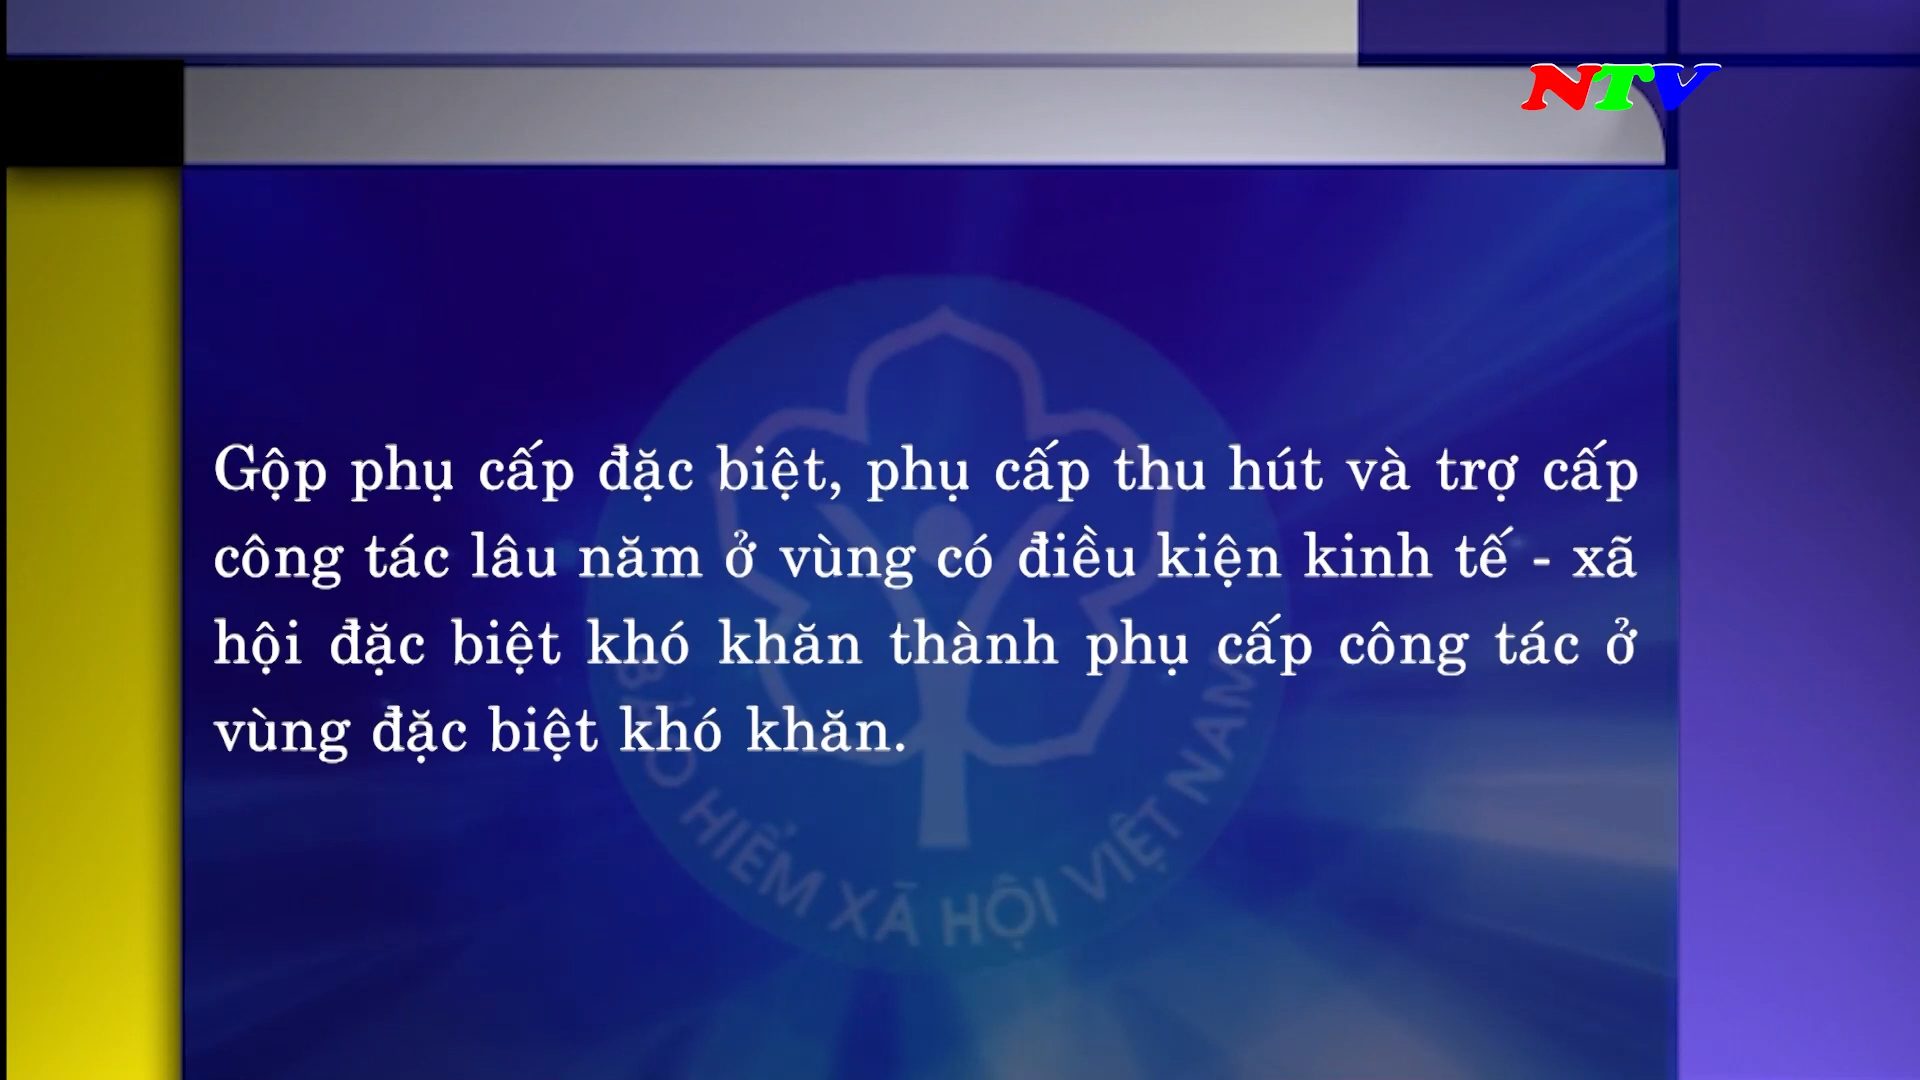 NTV
Gộp phụ cấp đặc biệt, phụ cấp thu hút và trợ cấp
công tác lâu năm ở vùng có điều kiện kinh tế - xã
hội đặc biệt khó khăn thành phụ cấp công tác ở
vùng đặc biệt khó khăn.
BẢO HIỂM XÃ HỘI VIỆT NAM